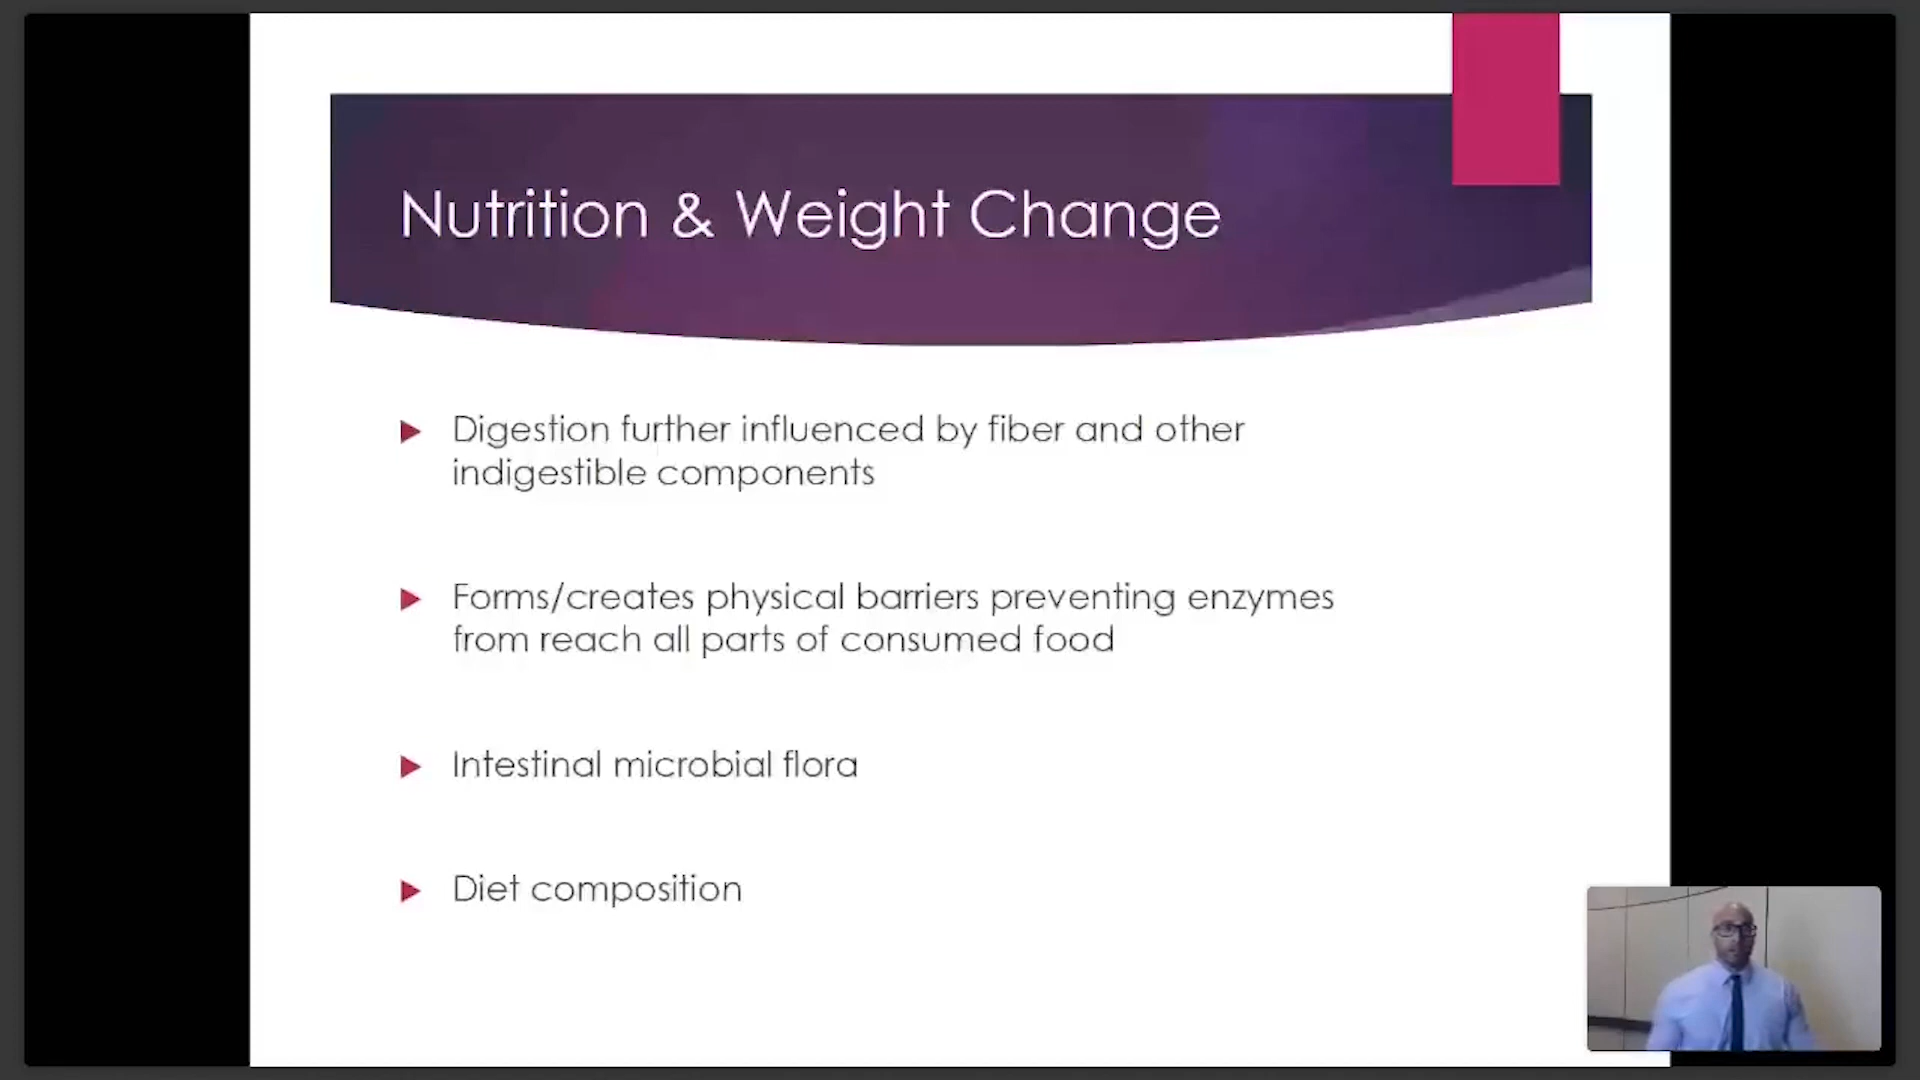 Nutrition & Weight Change
Digestion further influenced by fiber and other
indigestible components
Forms/creates physical barriers preventing enzymes
from reach all parts of consumed food
Intestinal microbial flora
Diet composition